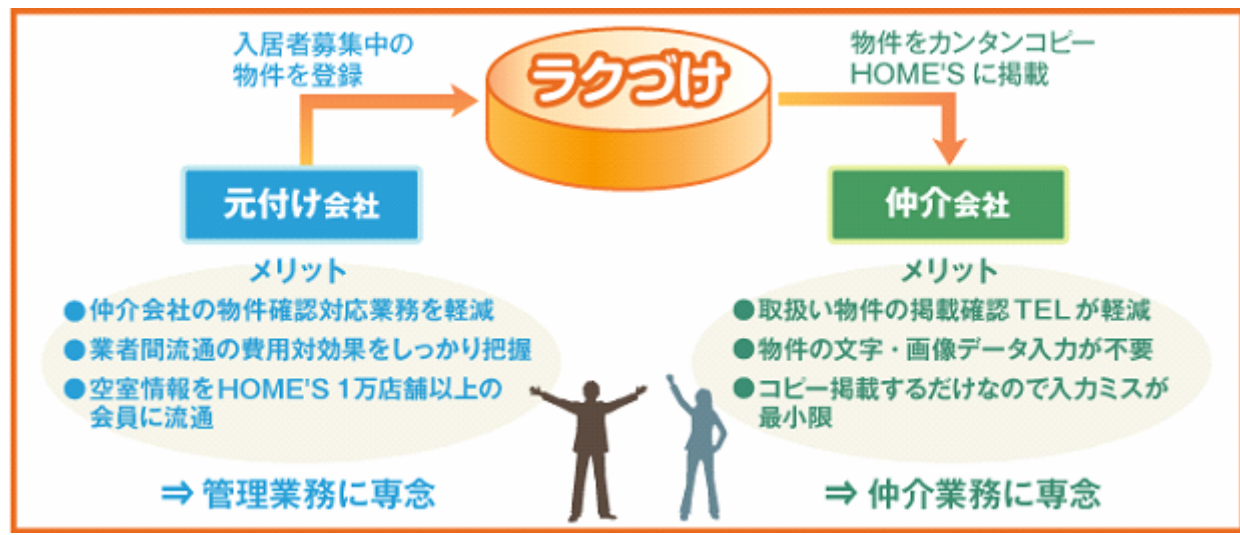 入居者募集中の
物件を登録
ラクづけ
物件をカンタンコピー
HOME'S に掲載
元付け会社
仲介会社
メリット
●仲介会社の物件確認対応業務を軽減
●業者間流通の費用対効果をしっかり把握
●空室情報をHOME'S 1万店舗以上の
会員に流通
⇒ 管理業務に専念
メリット
●取扱い物件の掲載確認TELが軽減
●物件の文字・画像データ入力が不要
●コピー掲載するだけなので入力ミスが
最小限
⇒ 仲介業務に専念